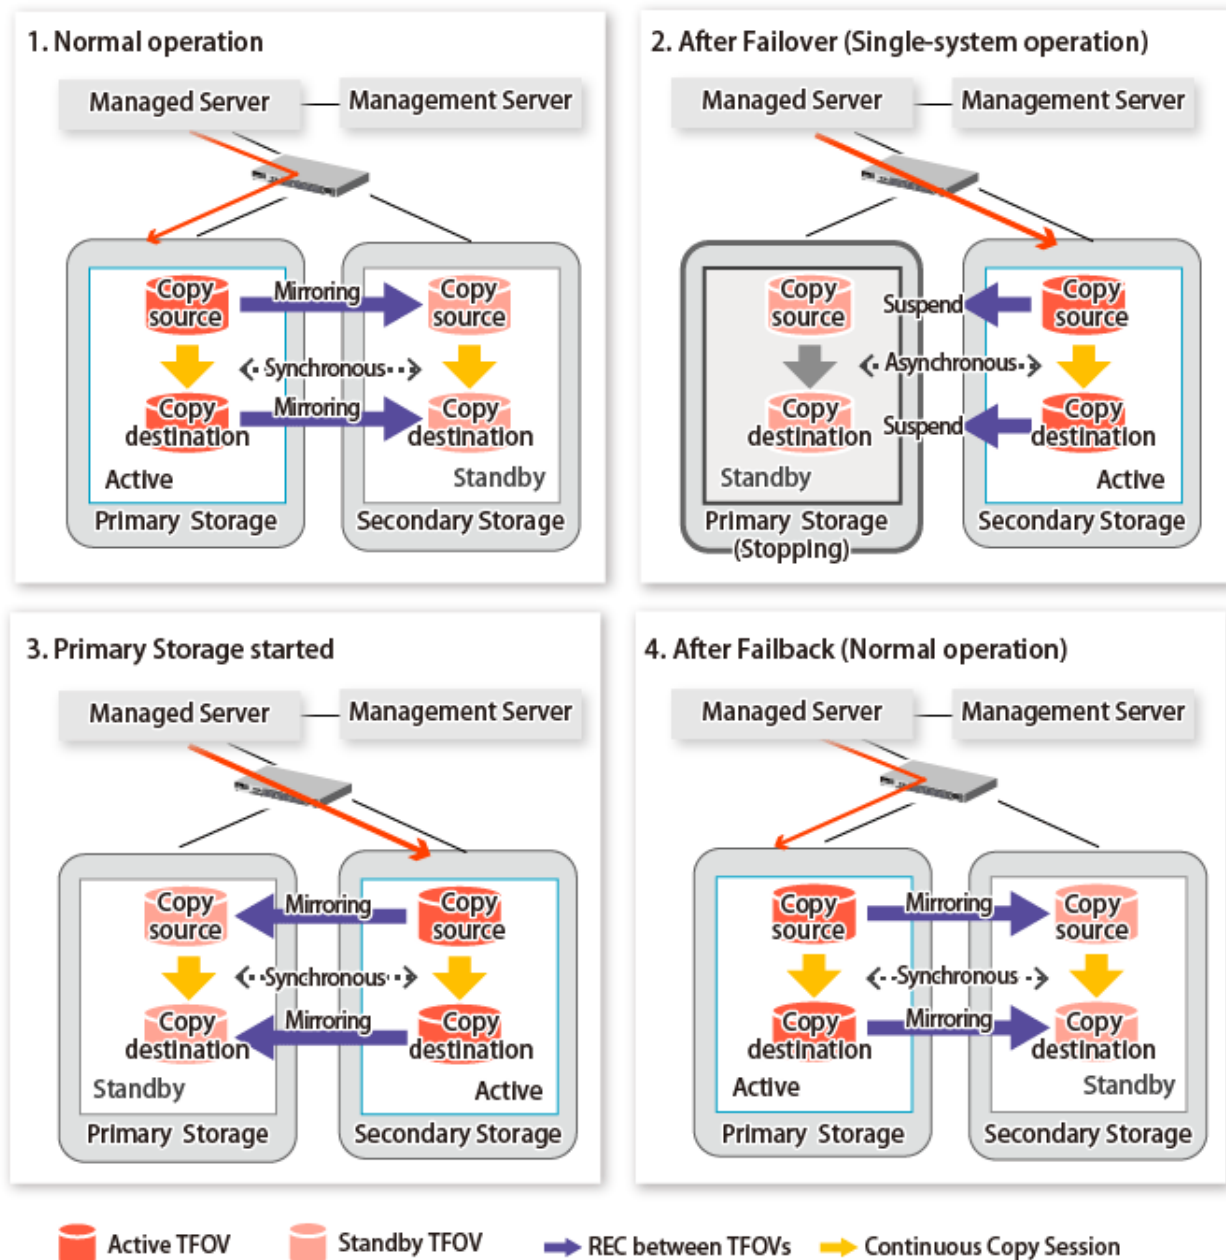 1. Normal operation
Managed Server
Management Server
Copy
source
Mirroring
Copy
source
Synchronous
Copy
destination
Mirroring
Copy
destination
Active
Standby
Primary Storage
Secondary Storage
2. After Failover (Single-system operation)
Managed Server
Management Server
Copy
source
Suspend
Copy
source
Asynchronous
Copy
destination
Suspend
Copy
destination
Standby
Active
Primary Storage
(Stopping)
Secondary Storage
3. Primary Storage started
Managed Server
Management Server
Copy
source
Mirroring
Copy
source
Synchronous
Copy
destination
Mirroring
Copy
destination
Standby
Active
Primary Storage
Secondary Storage
4. After Failback (Normal operation)
Managed Server
Management Server
Copy
source
Mirroring
Copy
source
Synchronous
Copy
destination
Mirroring
Copy
destination
Active
Standby
Primary Storage
Secondary Storage
Active TFOV
Standby TFOV
REC between TFOVs
Continuous Copy Session